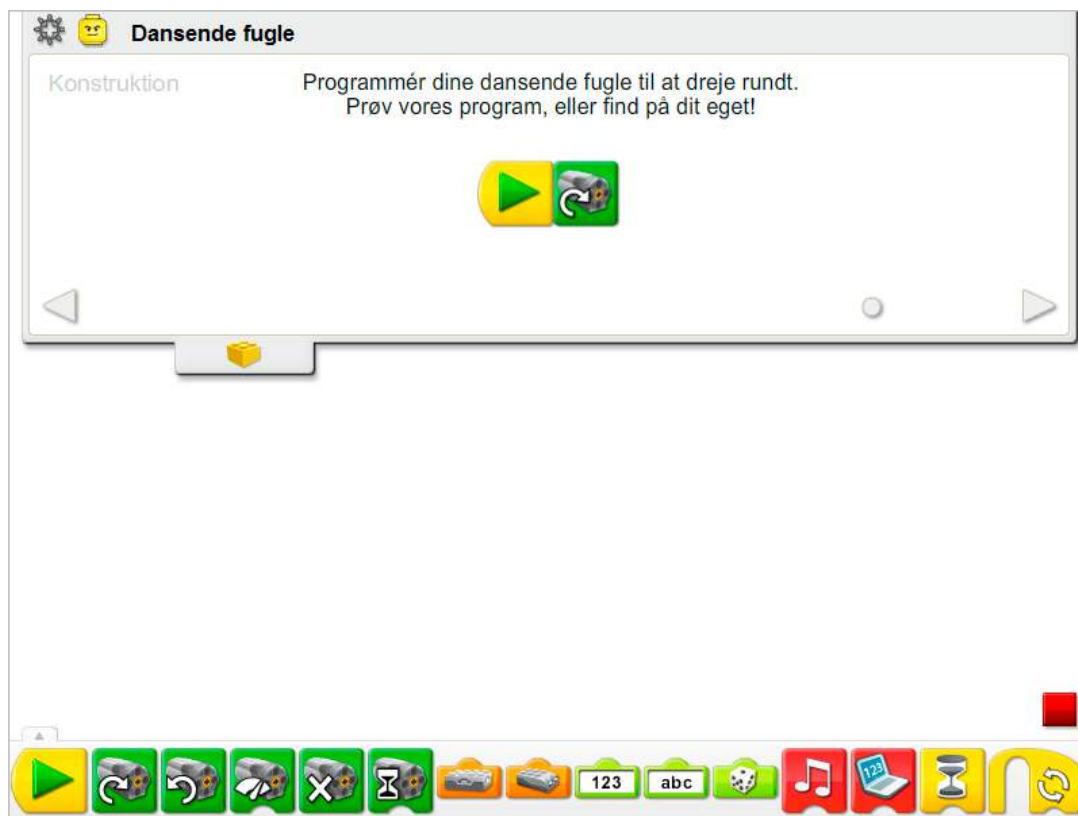 Dansende fugle
Konstruktion
Programmér dine dansende fugle til at dreje rundt.
Prøv vores program, eller find på dit eget!
123
abc
123